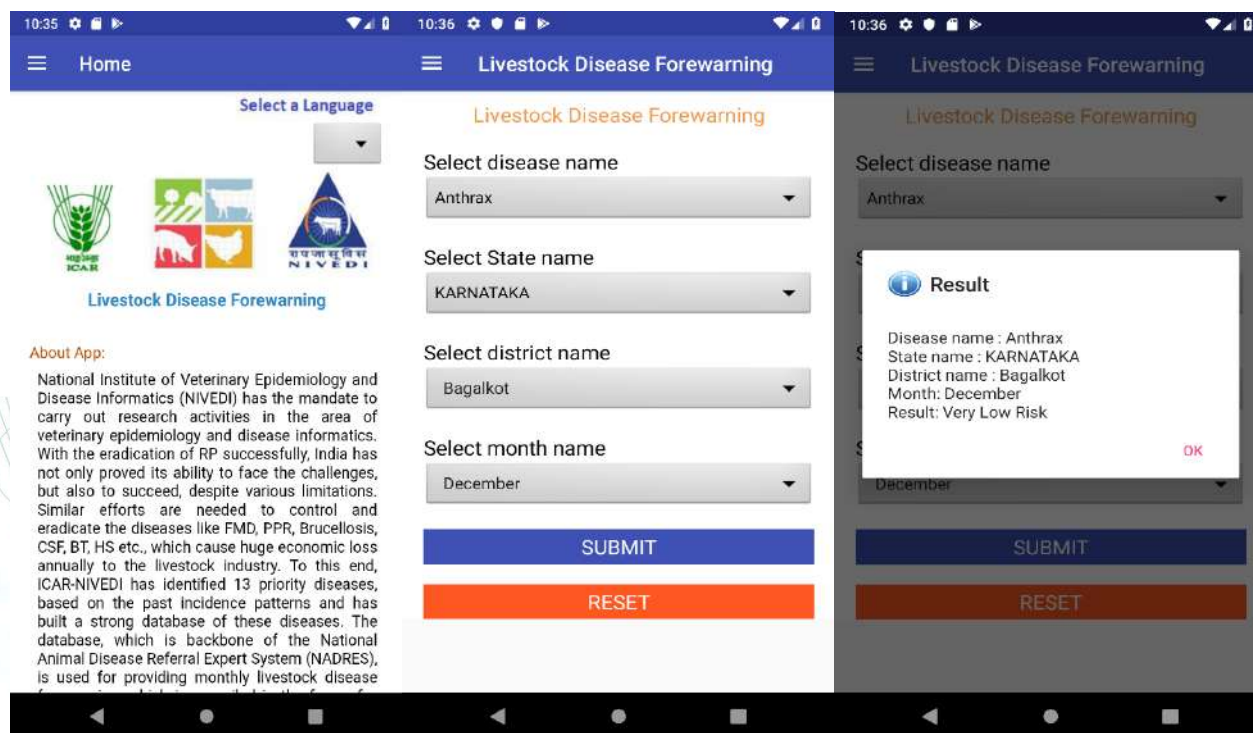 10:35
Home
Select a Language
ICAR
NIVEDI
Livestock Disease Forewarning
About App:
National Institute of Veterinary Epidemiology and
Disease Informatics (NIVEDI) has the mandate to
carry out research activities in the area of
veterinary epidemiology and disease informatics.
With the eradication of RP successfully, India has
not only proved its ability to face the challenges,
but also to succeed, despite various limitations.
Similar efforts are needed to control and
eradicate the diseases like FMD, PPR, Brucellosis,
CSF, BT, HS etc., which cause huge economic loss
annually to the livestock industry. To this end,
ICAR-NIVEDI has identified 13 priority diseases,
based on the past incidence patterns and has
built a strong database of these diseases. The
database, which is backbone of the National
Animal Disease Referral Expert System (NADRES),
is used for providing monthly livestock disease
10:36
Livestock Disease Forewarning
Livestock Disease Forewarning
Select disease name
Anthrax
Select State name
KARNATAKA
Select district name
Bagalkot
Select month name
December
SUBMIT
RESET
10:36
Livestock Disease Forewarning
Livestock Disease Forewarning
Select disease name
Anthrax
Result
Disease name : Anthrax
State name : KARNATAKA
District name : Bagalkot
Month: December
Result: Very Low Risk
OK
December
SUBMIT
RESET